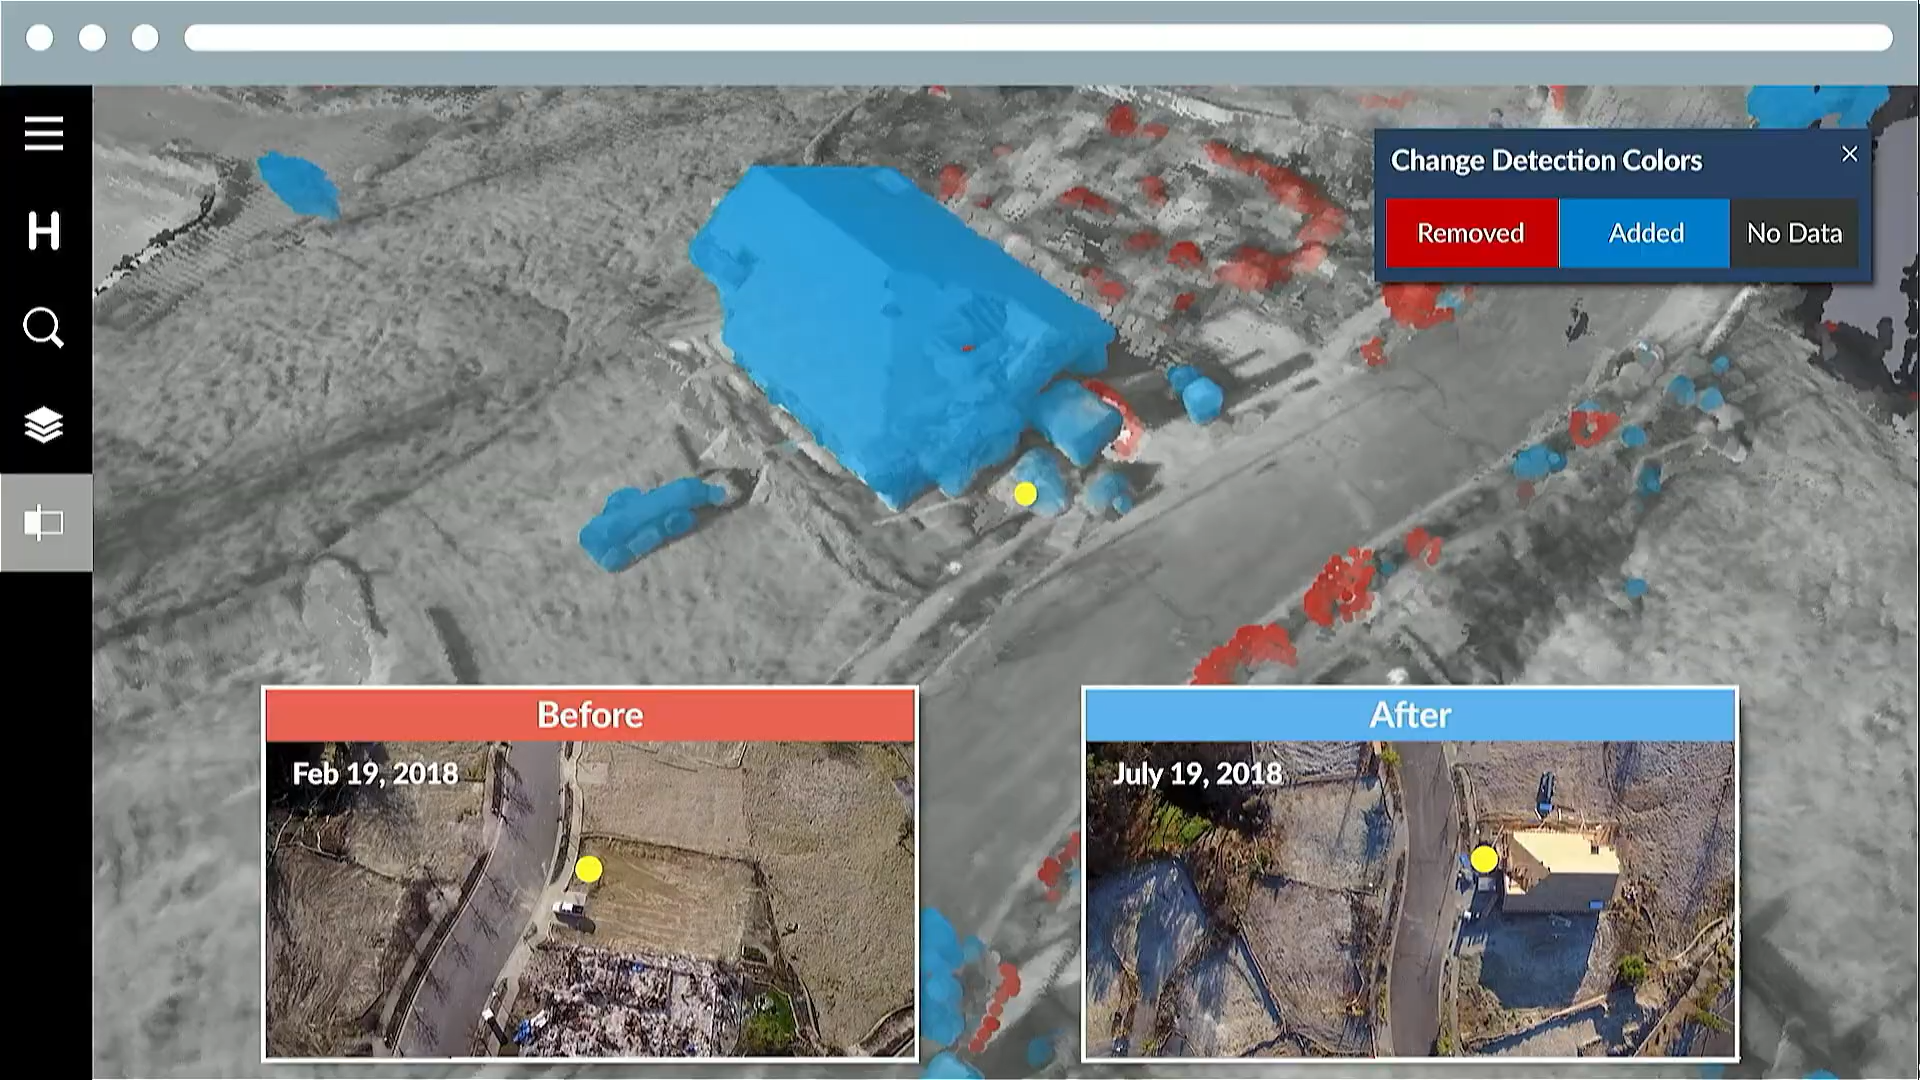 H
Change Detection Colors
Removed
Added
No Data
Before
Feb 19, 2018
After
July 19, 2018